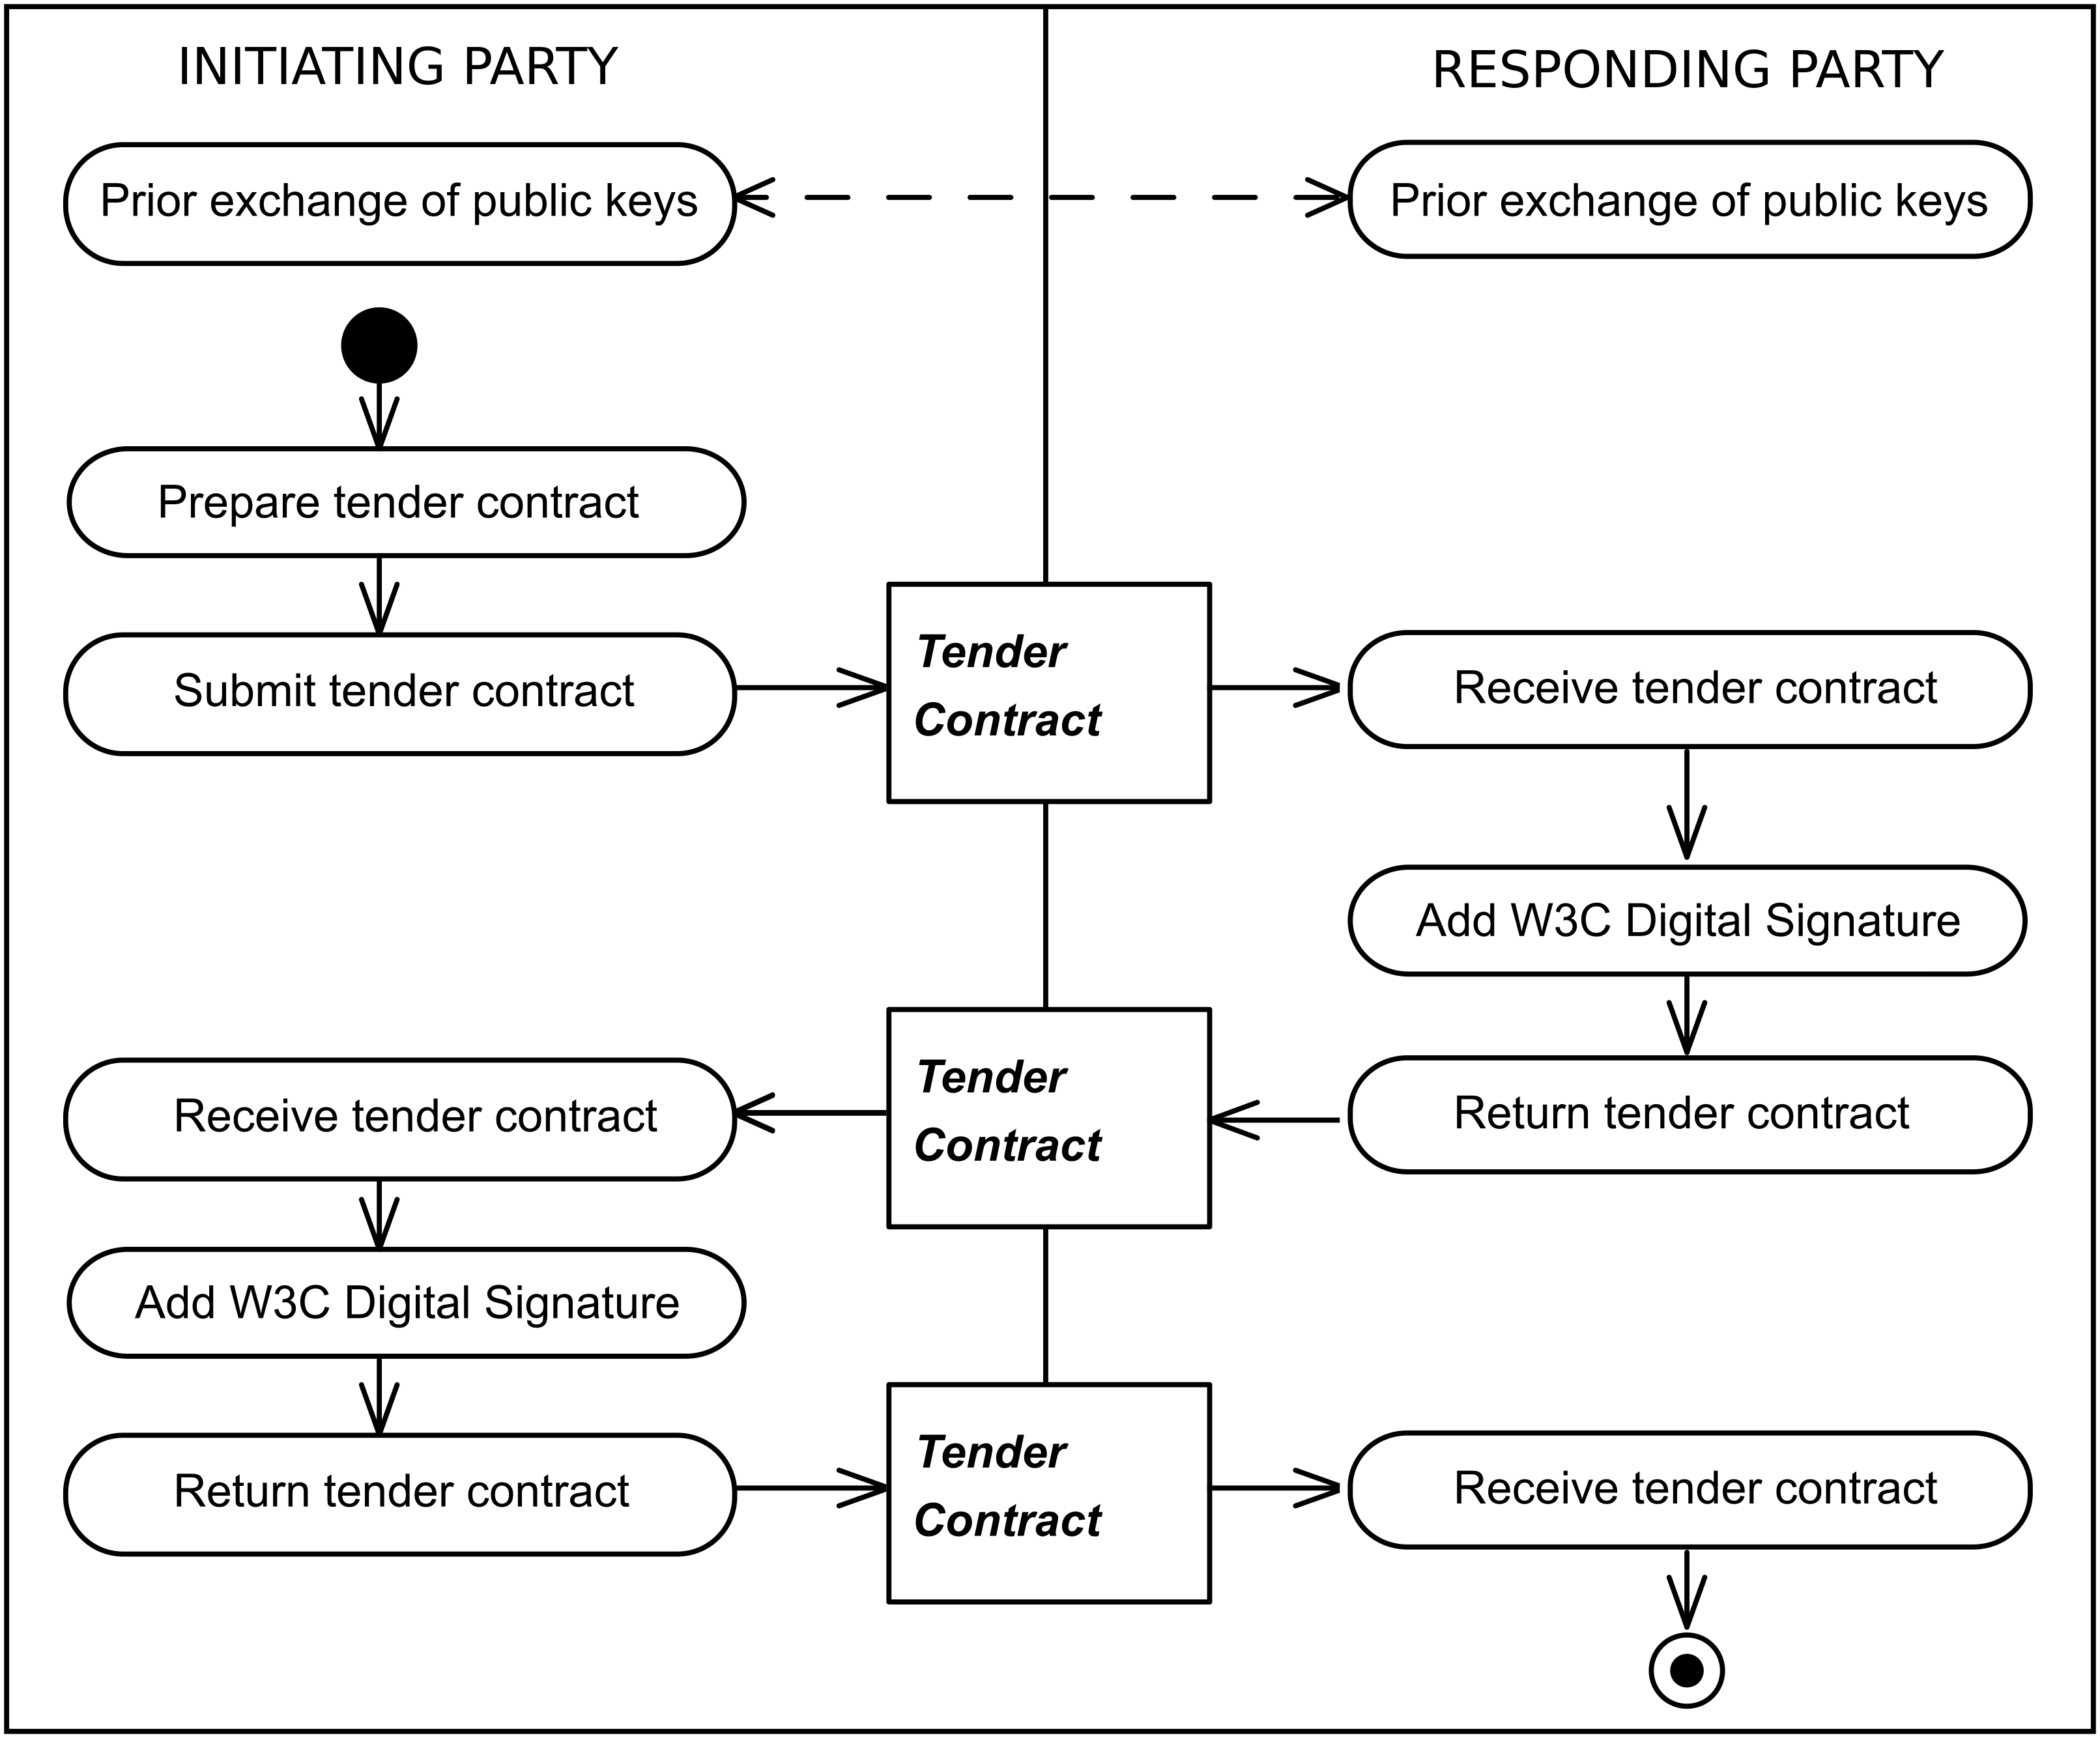 INITIATING PARTY
RESPONDING PARTY
Prior exchange of public keys
Prior exchange of public keys
Prepare tender contract
Submit tender contract
Tender
Contract
Receive tender contract
Add W3C Digital Signature
Return tender contract
Tender
Contract
Receive tender contract
Add W3C Digital Signature
Return tender contract
Tender
Contract
Receive tender contract